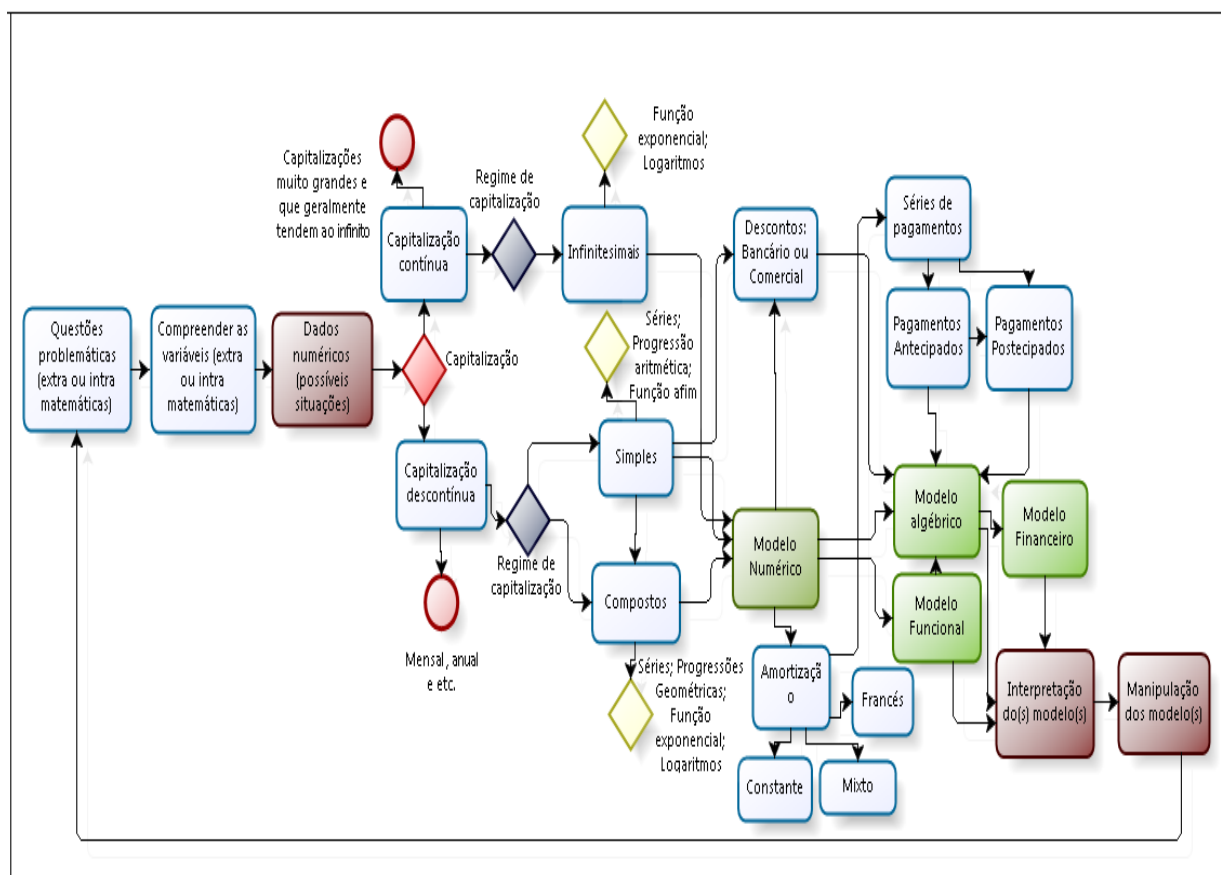 Função
exponencial;
Logaritmos
Capitalizações
muito grandes e
que geralmente
tendem ao infinito
Regime de
capitalização
Capitalização
contínua
Infinitesimais
Descontos:
Bancário ou
Comercial
Séries de
pagamentos
Questões
problemáticas
(extra ou intra
matemáticas)
Compreender as
variáveis (extra
ou intra
matemáticas)
Dados
numéricos
(possíveis
situações)
Capitalização
Séries;
Progressão
aritmética;
Função afim
Pagamentos
Antecipados
Pagamentos
Postecipados
Capitalização
descontínua
Regime de
capitalização
Simples
Compostos
Modelo
Numérico
Modelo
algébrico
Modelo
Financeiro
Modelo
Funcional
Mensal, anual
e etc.
Séries; Progressões
Geométricas;
Função
exponencial;
Logaritmos
Amortizaçã
o
Francés
Constante
Mixto
Interpretação
do(s) modelo(s)
Manipulação
dos modelo(s)